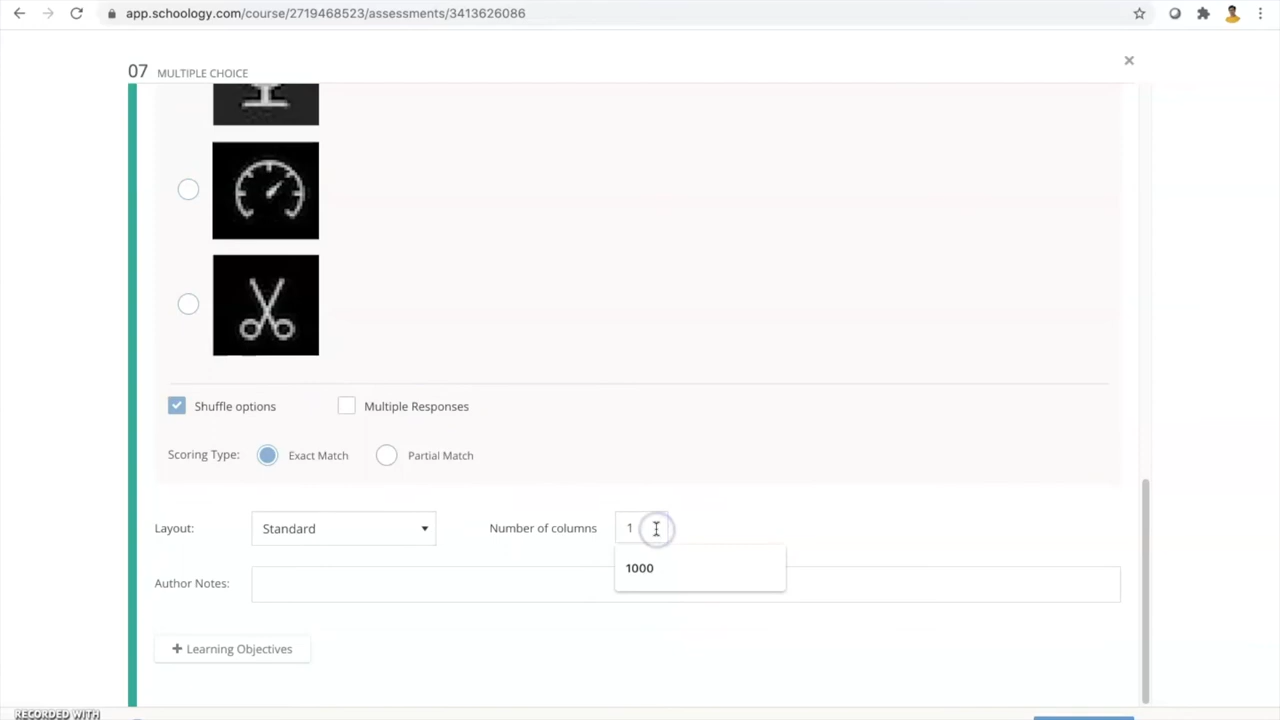 app.schoology.com/course/2719468523/assessments/3413626086
07 MULTIPLE CHOICE
Shuffle options
Multiple Responses
Scoring Type:
Exact Match
Partial Match
Layout:
Standard
Number of columns
1
1000
Author Notes:
+ Learning Objectives
RECORDED WITH